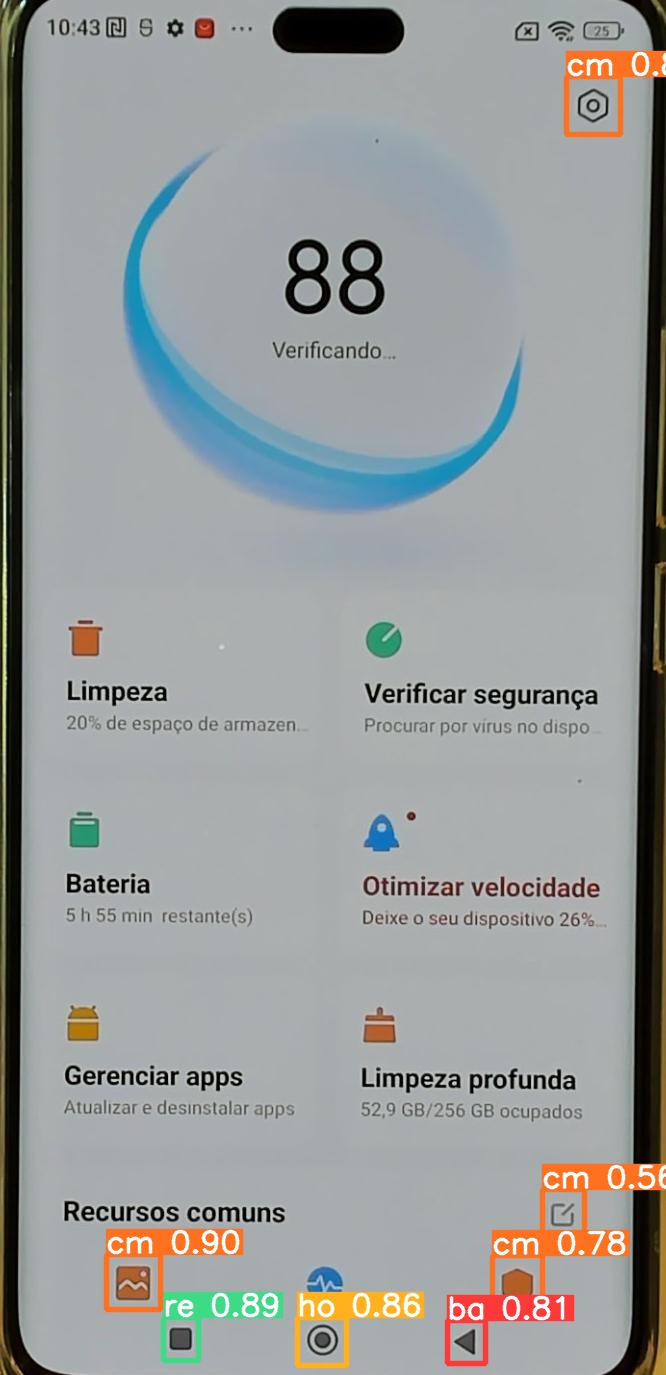 10:43
25
cm 0.8
88
Verificando...
Limpeza
20% de espaço de armazen...
Verificar segurança
Procurar por vírus no dispo...
Bateria
5 h 55 min restante(s)
Otimizar velocidade
Deixe o seu dispositivo 26%...
Gerenciar apps
Atualizar e desinstalar apps
Limpeza profunda
52,9 GB/256 GB ocupados
cm 0.56
Recursos comuns
cm 0.90
cm 0.78
re 0.89
ho 0.86
ba 0.81